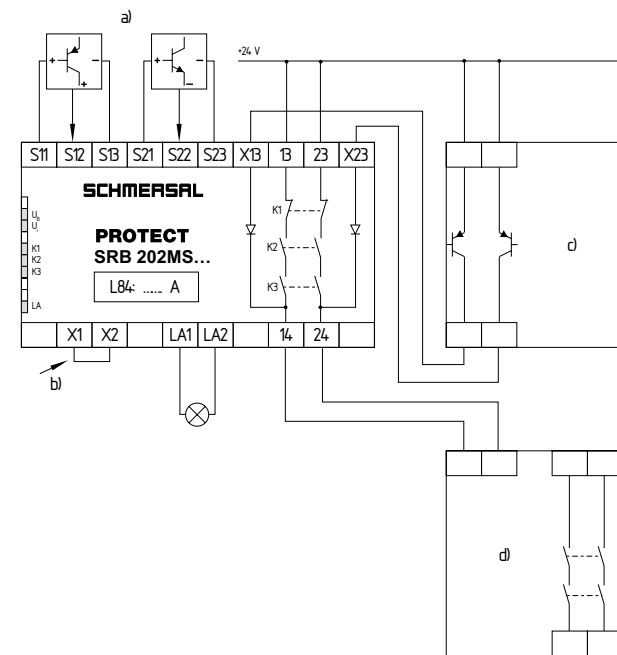 a)
+ -
+
+ -
-
+24 V
S11 S12 S13 S21 S22 S23 X13 13 23 X23
SCHMERSAL
PROTECT
SRB 202MS...
L84: ...... A
UB
Ui
K1
K2
K3
LA
K1
K2
K3
c)
X1 X2 LA1 LA2 14 24
b)
d)